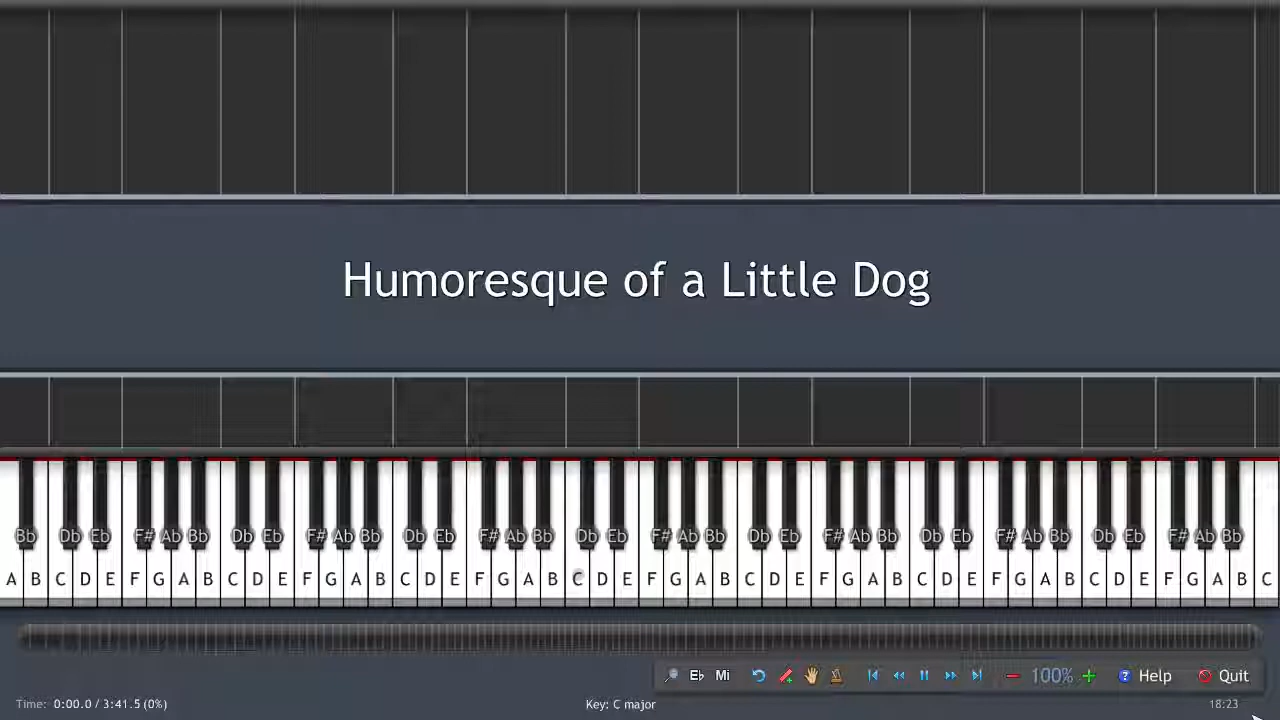 Humoresque of a Little Dog
Bb Db Eb F# Ab Bb Db Eb F# Ab Bb Db Eb F# Ab Bb Db Eb F# Ab Bb Db Eb F# Ab Bb Db Eb F# Ab Bb Db Eb F# Ab Bb
A B C D E F G A B C D E F G A B C D E F G A B C D E F G A B C D E F G A B C D E F G A B C D E F G A B C
Eb Mi 100% ? Help Quit
Time: 0:00.0 / 3:41.5 (0%) Key: C major 18:23